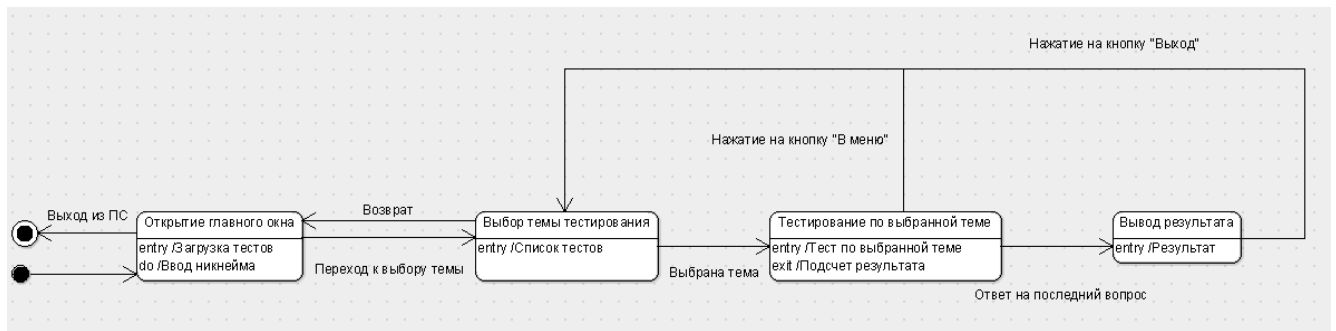 Нажатие на кнопку "Выход"
Нажатие на кнопку "В меню"
Выход из ПС
Открытие главного окна
entry /Загрузка тестов
do /Ввод никнейма
Возврат
Переход к выбору темы
Выбор темы тестирования
entry /Список тестов
Выбрана тема
Тестирование по выбранной теме
entry /Тест по выбранной теме
exit /Подсчет результата
Ответ на последний вопрос
Вывод результата
entry /Результат